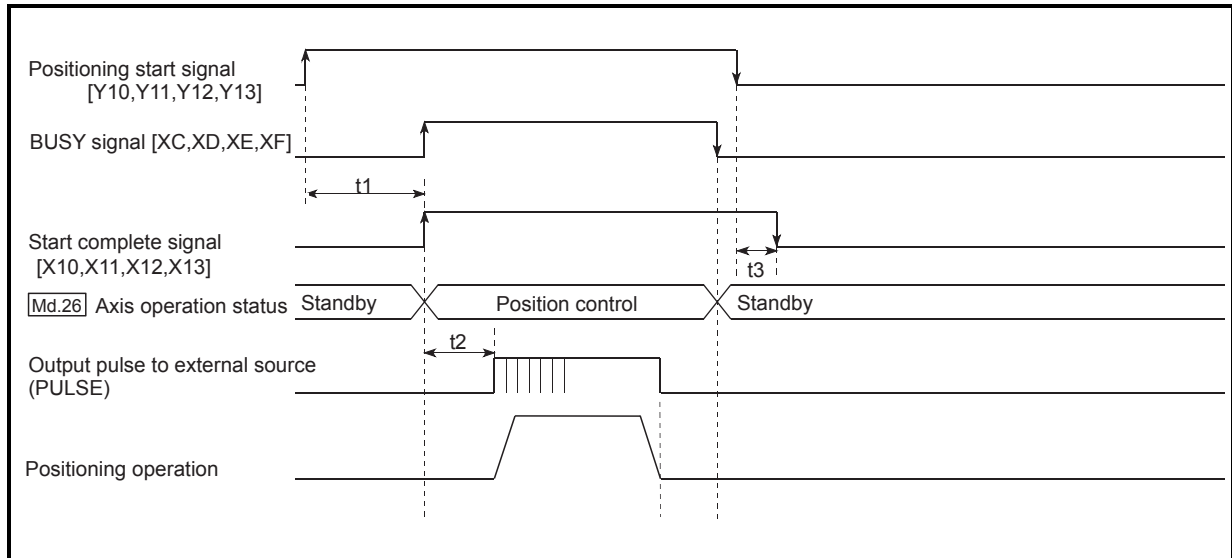 Positioning start signal
[Y10,Y11,Y12,Y13]
BUSY signal [XC,XD,XE,XF]
t1
Start complete signal
[X10,X11,X12,X13]
t3
Md.26 Axis operation status Standby Position control Standby
t2
Output pulse to external source
(PULSE)
Positioning operation